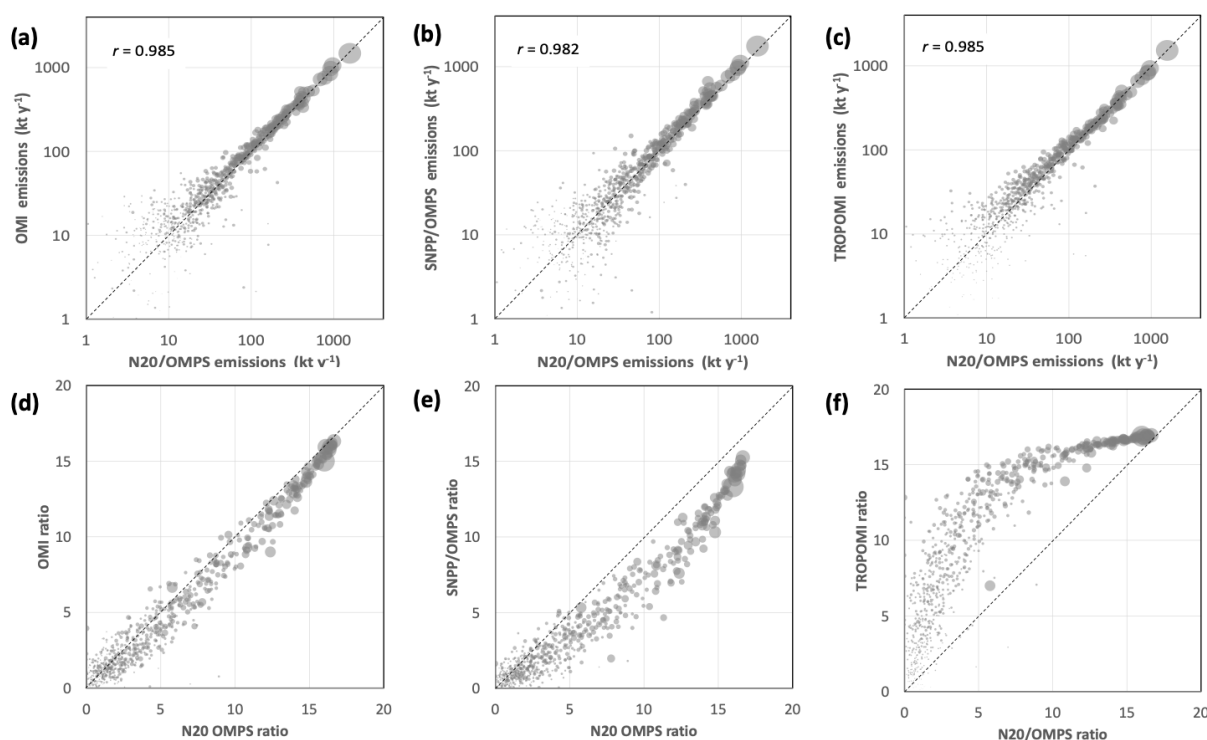 (a)
r = 0.985
OMI emissions (kt y-1)
1000
100
10
1
1 10 100 1000
N20/OMPS emissions (kt y-1)
(b)
r = 0.982
SNPP/OMPS emissions (kt y-1)
1000
100
10
1
1 10 100 1000
N20/OMPS emissions (kt y-1)
(c)
r = 0.985
TROPOMI emissions (kt y-1)
1000
100
10
1
1 10 100 1000
N20/OMPS emissions (kt y-1)
(d)
OMI ratio
20
15
10
5
0
0 5 10 15 20
N20 OMPS ratio
(e)
SNPP/OMPS ratio
20
15
10
5
0
0 5 10 15 20
N20 OMPS ratio
(f)
TROPOMI ratio
20
15
10
5
0
0 5 10 15 20
N20/OMPS ratio